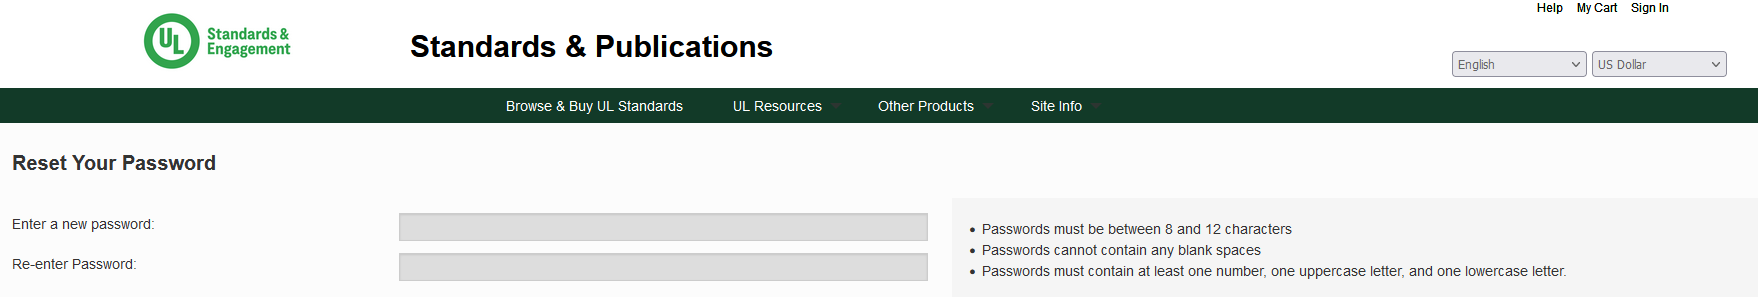 Help My Cart Sign In
UL Standards &
Engagement
Standards & Publications
English US Dollar
Browse & Buy UL Standards UL Resources Other Products Site Info
Reset Your Password
Enter a new password:
Re-enter Password:
• Passwords must be between 8 and 12 characters
• Passwords cannot contain any blank spaces
• Passwords must contain at least one number, one uppercase letter, and one lowercase letter.